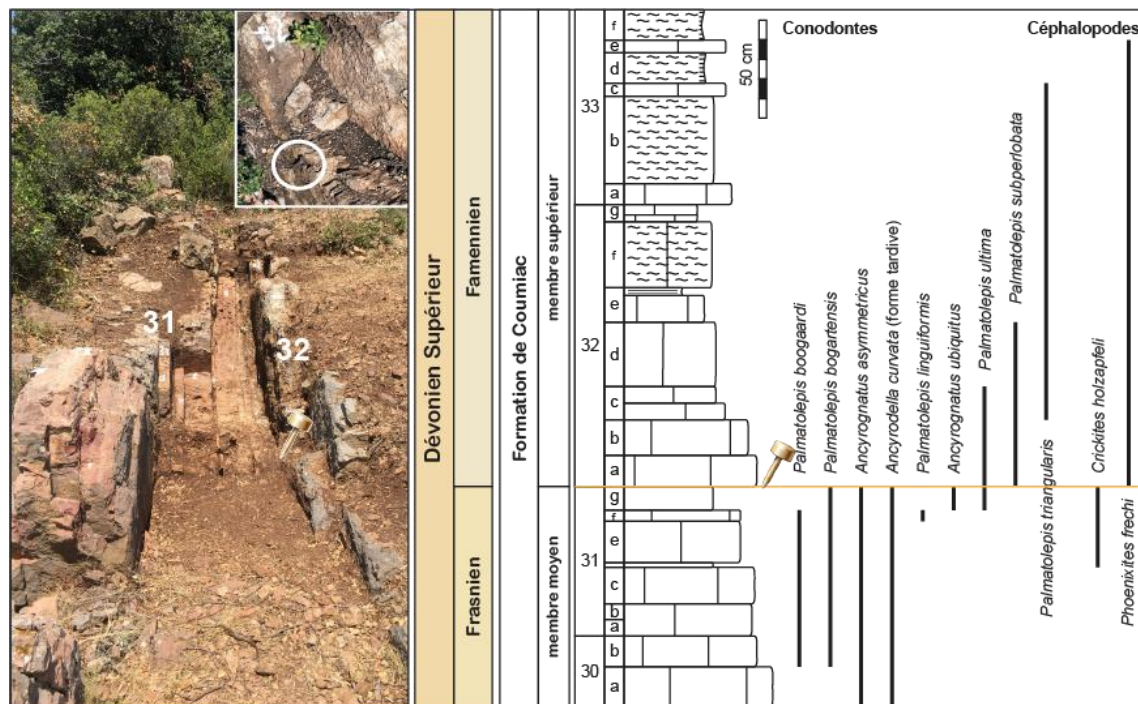 31
32
Dévonien Supérieur
Famennien
Frasnien
Formation de Coumiac
membre supérieur
membre moyen
33
f
e
d
c
b
a
32
g
f
e
d
c
b
a
31
g
f
e
c
b
a
30
b
a
50 cm
Conodontes
Céphalopodes
Palmatolepis boogaardi
Palmatolepis bogartensis
Ancyrognatus asymmetricus
Ancyrodella curvata (forme tardive)
Palmatolepis linguiformis
Ancyrognatus ubiquitus
Palmatolepis ultima
Palmatolepis subperlobata
Palmatolepis triangularis
Crickites holzapfeli
Phoenixites frechi